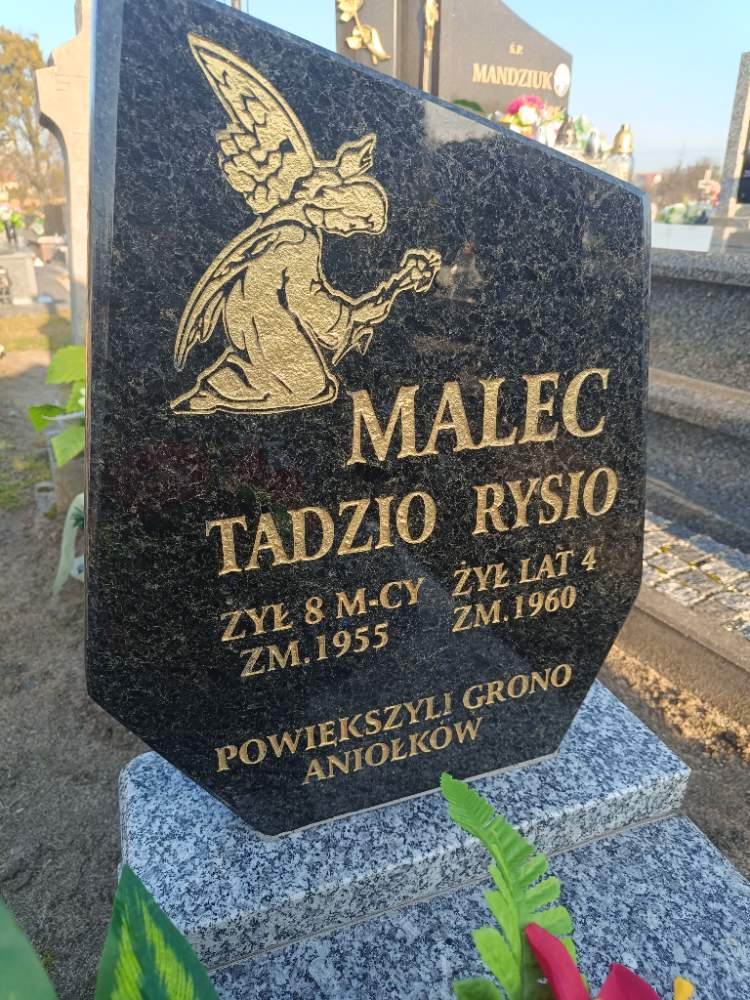 Ś.P.
MANDZIUK
MALEC
TADZIO RYSIO
ŻYŁ 8 M-CY ŻYŁ LAT 4
ZM.1955 ZM.1960
POWIĘKSZYLI GRONO
ANIOŁKÓW